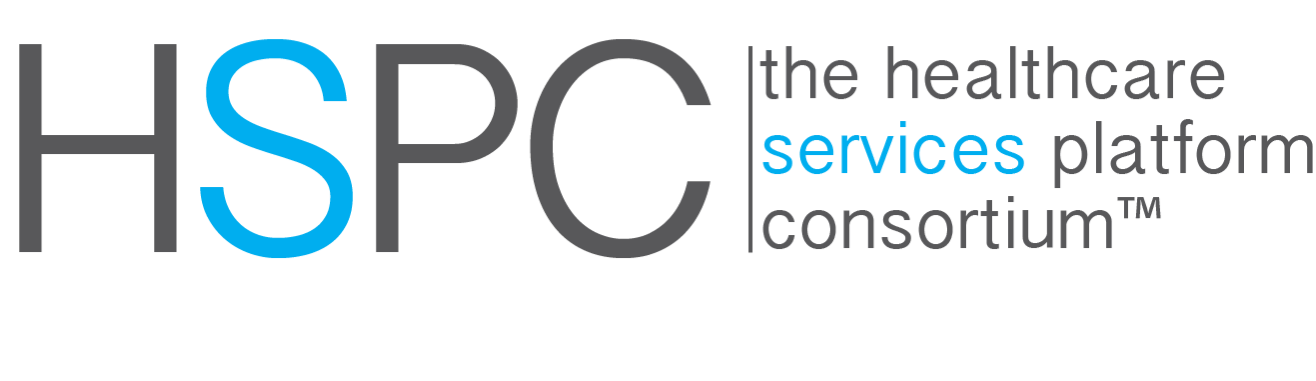 HSPC
the healthcare
services platform
consortium™